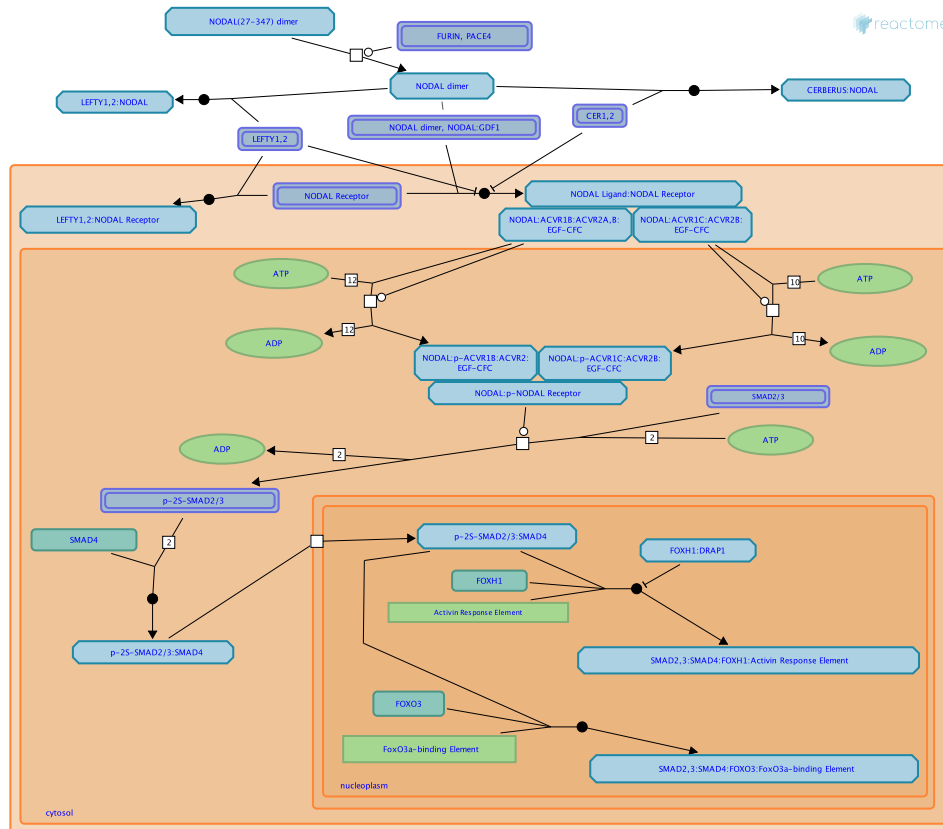 NODAL(27-347) dimer
FURIN, PACE4
reactome
NODAL dimer
LEFTY1,2:NODAL
CERBERUS:NODAL
NODAL dimer, NODAL:GDF1
CER1,2
LEFTY1,2
NODAL Receptor
NODAL Ligand:NODAL Receptor
LEFTY1,2:NODAL Receptor
NODAL:ACVR1B:ACVR2A,B:
EGF-CFC
NODAL:ACVR1C:ACVR2B:
EGF-CFC
ATP
12
10
ATP
ADP
12
10
ADP
NODAL:p-ACVR1B:ACVR2:
EGF-CFC
NODAL:p-ACVR1C:ACVR2B:
EGF-CFC
NODAL:p-NODAL Receptor
SMAD2/3
ADP
2
2
ATP
p-2S-SMAD2/3
SMAD4
2
p-2S-SMAD2/3:SMAD4
FOXH1:DRAP1
FOXH1
Activin Response Element
p-2S-SMAD2/3:SMAD4
SMAD2,3:SMAD4:FOXH1:Activin Response Element
FOXO3
FoxO3a-binding Element
SMAD2,3:SMAD4:FOXO3:FoxO3a-binding Element
nucleoplasm
cytosol